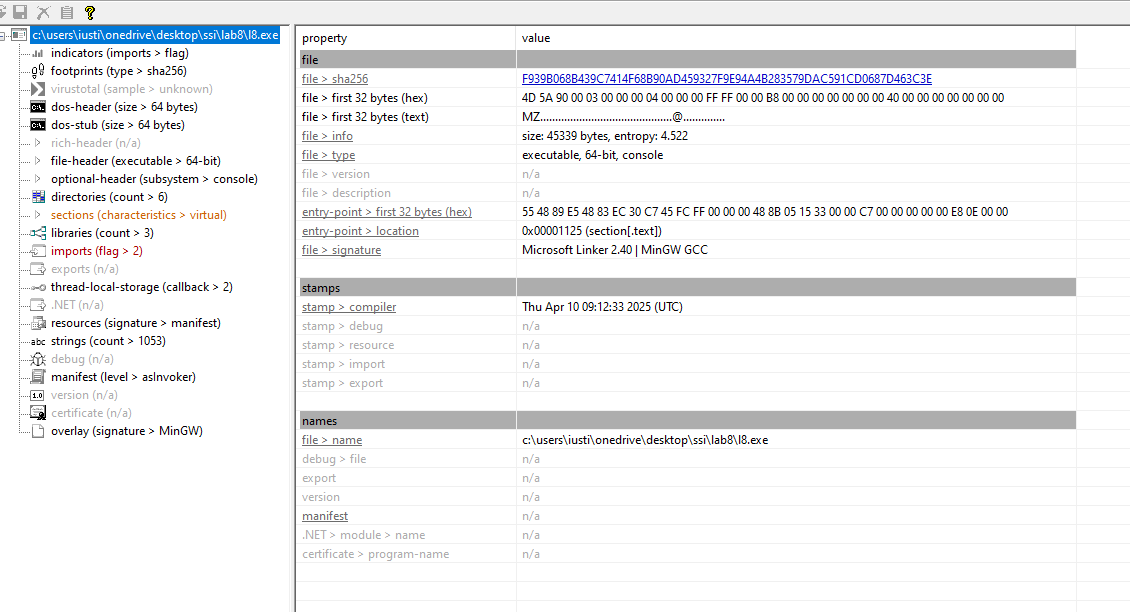 c:\users\iusti\onedrive\desktop\ssi\lab8\l8.exe
indicators (imports > flag)
footprints (type > sha256)
virustotal (sample > unknown)
dos-header (size > 64 bytes)
dos-stub (size > 64 bytes)
rich-header (n/a)
file-header (executable > 64-bit)
optional-header (subsystem > console)
directories (count > 6)
sections (characteristics > virtual)
libraries (count > 3)
imports (flag > 2)
exports (n/a)
thread-local-storage (callback > 2)
.NET (n/a)
resources (signature > manifest)
abc strings (count > 1053)
debug (n/a)
manifest (level > asInvoker)
1.0 version (n/a)
certificate (n/a)
overlay (signature > MinGW)
property value
file
file > sha256 F939B068B439C7414F68B90AD459327F9E94A4B283579DAC591CD0687D463C3E
file > first 32 bytes (hex) 4D 5A 90 00 03 00 00 00 04 00 00 00 FF FF 00 00 B8 00 00 00 00 00 00 00 40 00 00 00 00 00 00 00
file > first 32 bytes (text) MZ............................................@..............
file > info size: 45339 bytes, entropy: 4.522
file > type executable, 64-bit, console
file > version n/a
file > description n/a
entry-point > first 32 bytes (hex) 55 48 89 E5 48 83 EC 30 C7 45 FC FF 00 00 00 48 8B 05 15 33 00 00 C7 00 00 00 00 00 E8 0E 00 00
entry-point > location 0x00001125 (section[.text])
file > signature Microsoft Linker 2.40 | MinGW GCC
stamps
stamp > compiler Thu Apr 10 09:12:33 2025 (UTC)
stamp > debug n/a
stamp > resource n/a
stamp > import n/a
stamp > export n/a
names
file > name c:\users\iusti\onedrive\desktop\ssi\lab8\l8.exe
debug > file n/a
export n/a
version n/a
manifest n/a
.NET > module > name n/a
certificate > program-name n/a